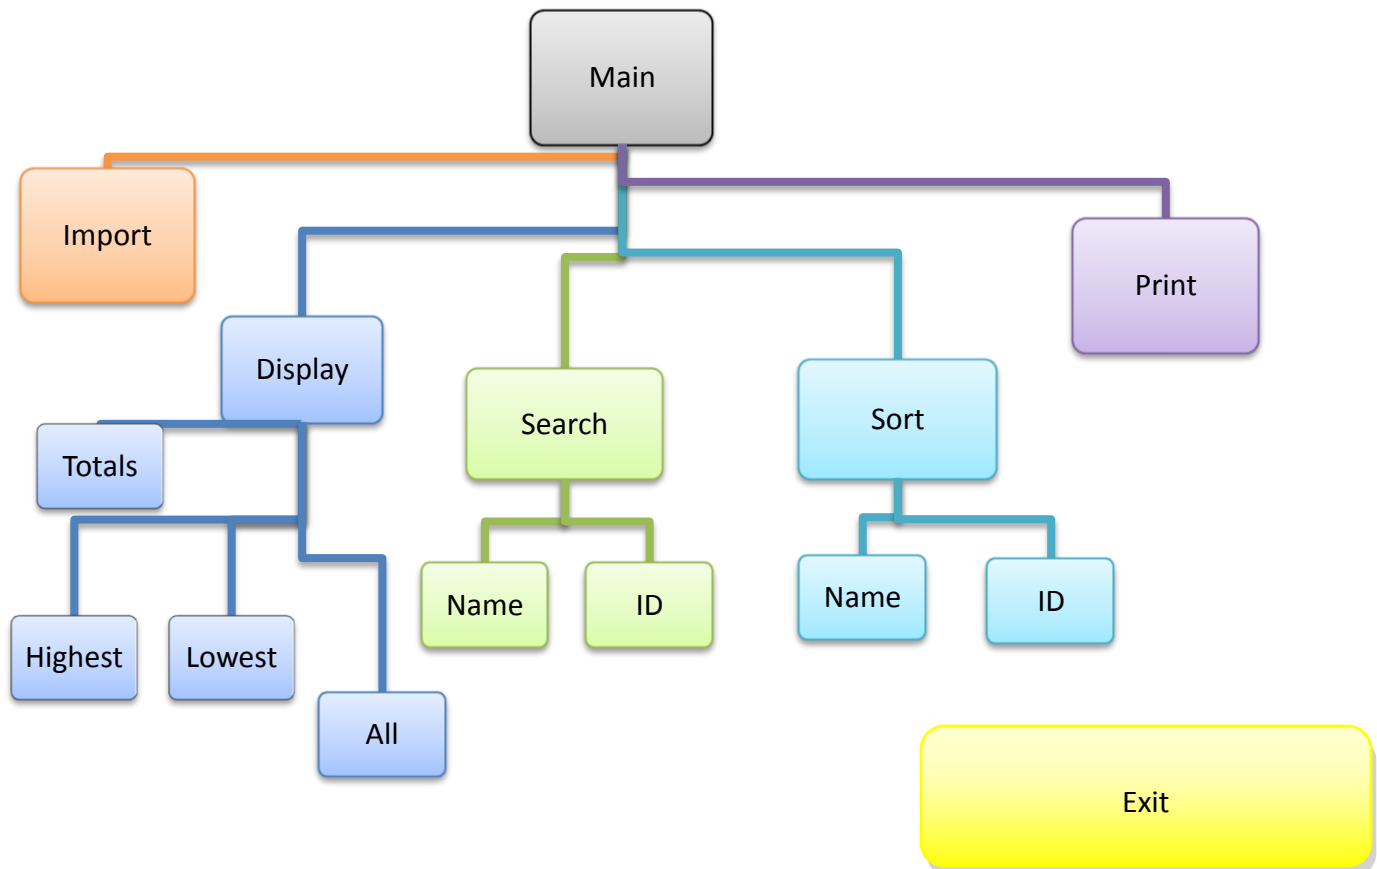 Main
Import
Print
Display
Search
Sort
Totals
Name
ID
Name
ID
Highest
Lowest
All
Exit